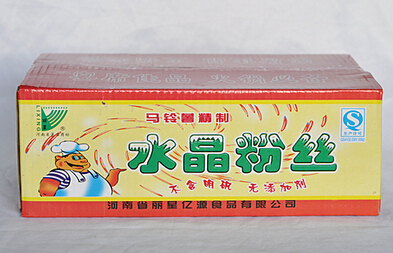 LIXING
®
马铃薯精制
水晶粉丝
不含明矾 无添加剂
河南省丽星亿源食品有限公司